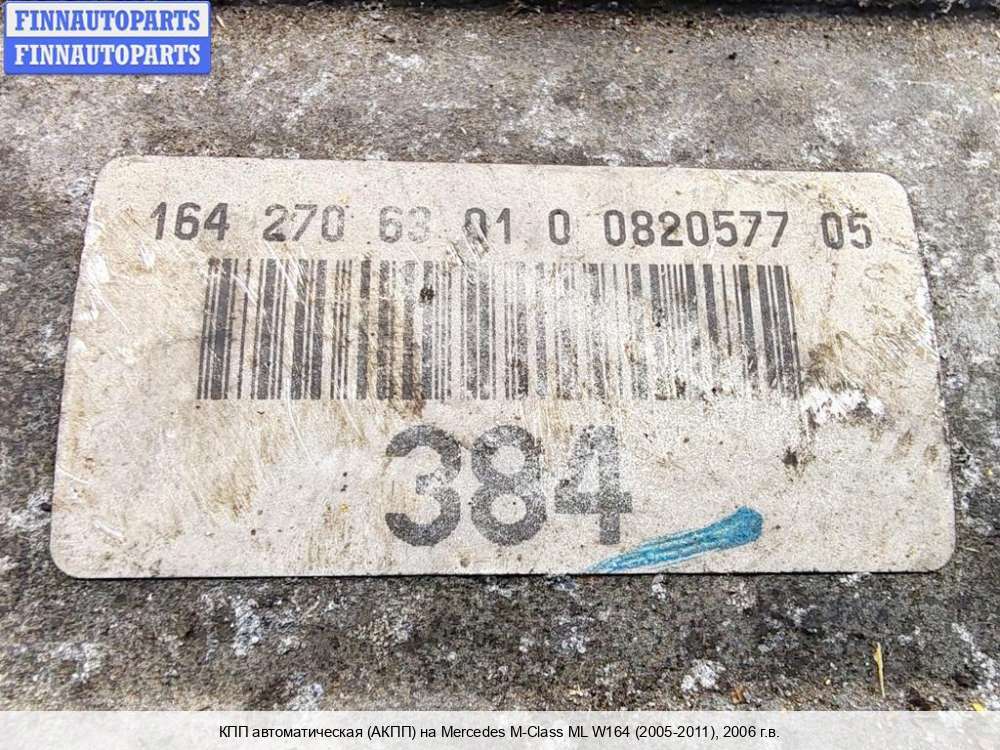 FINNAUTOPARTS
FINNAUTOPARTS
164 270 63 01 0 0820577 05
384
КПП автоматическая (АКПП) на Mercedes M-Class ML W164 (2005-2011), 2006 г.в.